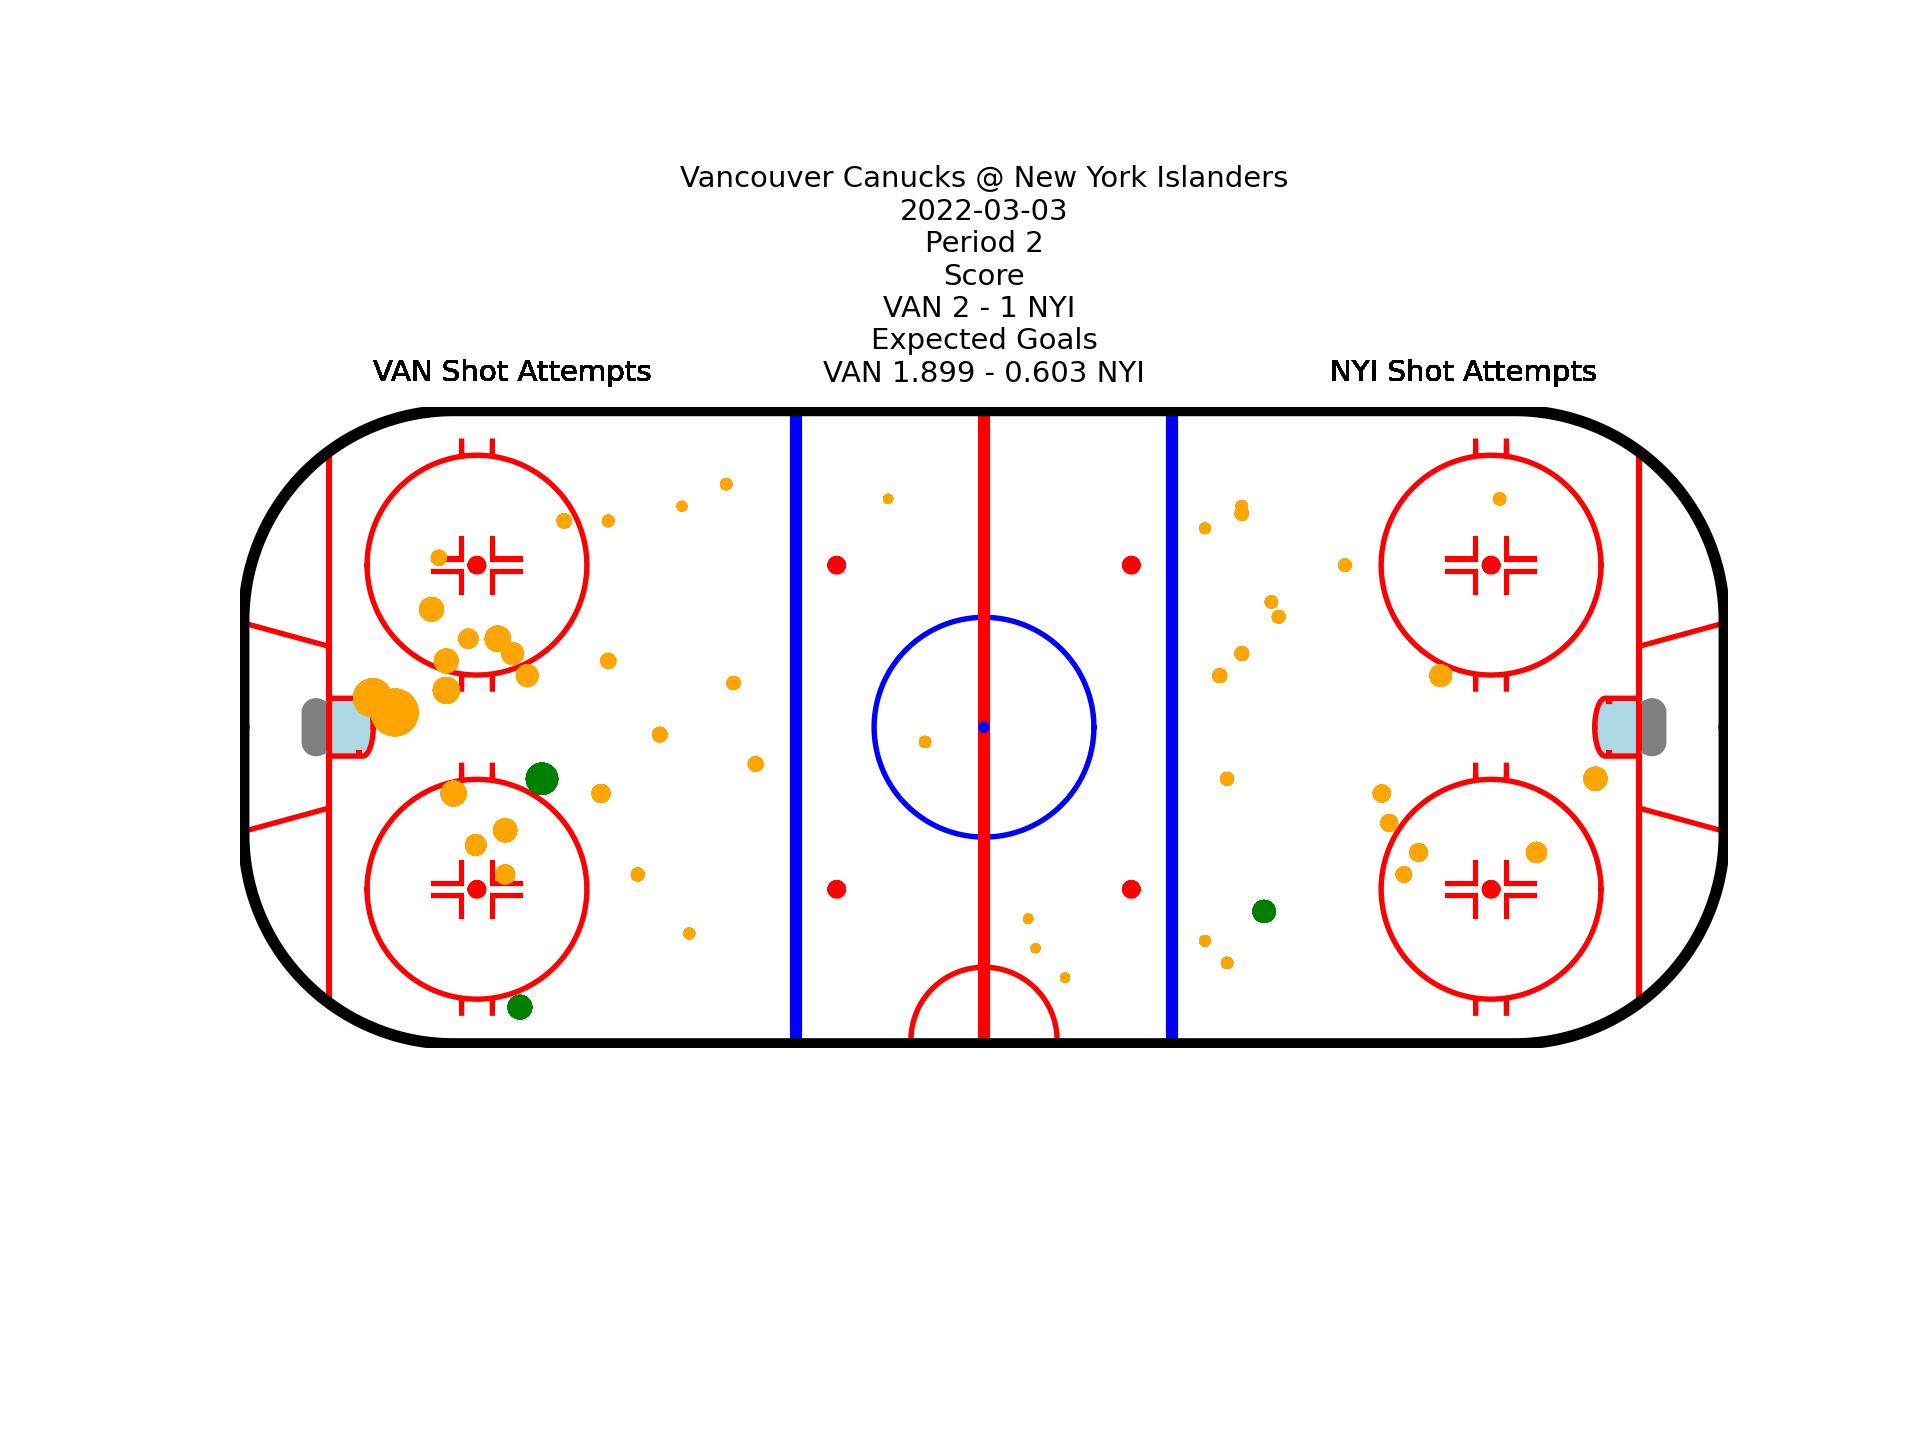 Vancouver Canucks @ New York Islanders
2022-03-03
Period 2
Score
VAN 2 - 1 NYI
Expected Goals
VAN 1.899 - 0.603 NYI
VAN Shot Attempts
NYI Shot Attempts